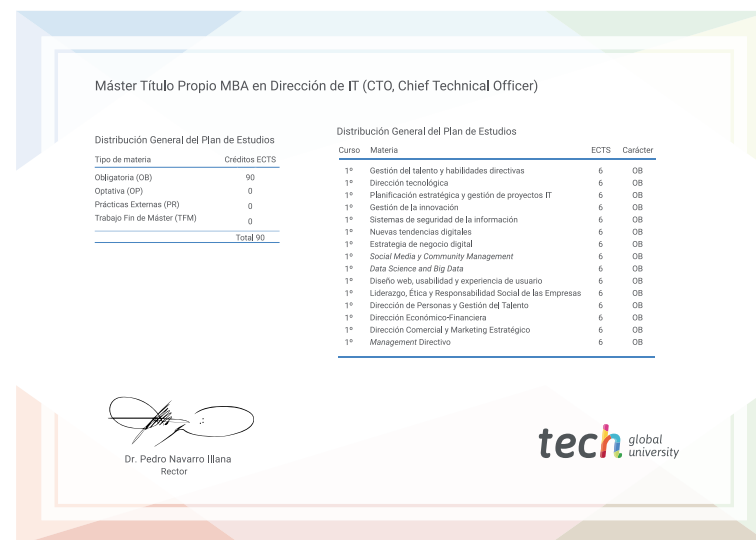 Máster Título Propio MBA en Dirección de IT (CTO, Chief Technical Officer)
Distribución General del Plan de Estudios
Tipo de materia Créditos ECTS
Obligatoria (OB) 90
Optativa (OP) 0
Prácticas Externas (PR) 0
Trabajo Fin de Máster (TFM) 0
Total 90
Distribución General del Plan de Estudios
Curso Materia ECTS Carácter
1º Gestión del talento y habilidades directivas 6 OB
1º Dirección tecnológica 6 OB
1º Planificación estratégica y gestión de proyectos IT 6 OB
1º Gestión de la innovación 6 OB
1º Sistemas de seguridad de la información 6 OB
1º Nuevas tendencias digitales 6 OB
1º Estrategia de negocio digital 6 OB
1º Social Media y Community Management 6 OB
1º Data Science and Big Data 6 OB
1º Diseño web, usabilidad y experiencia de usuario 6 OB
1º Liderazgo, Ética y Responsabilidad Social de las Empresas 6 OB
1º Dirección de Personas y Gestión del Talento 6 OB
1º Dirección Económico-Financiera 6 OB
1º Dirección Comercial y Marketing Estratégico 6 OB
1º Management Directivo 6 OB
Dr. Pedro Navarro Illana
Rector
tech global
university